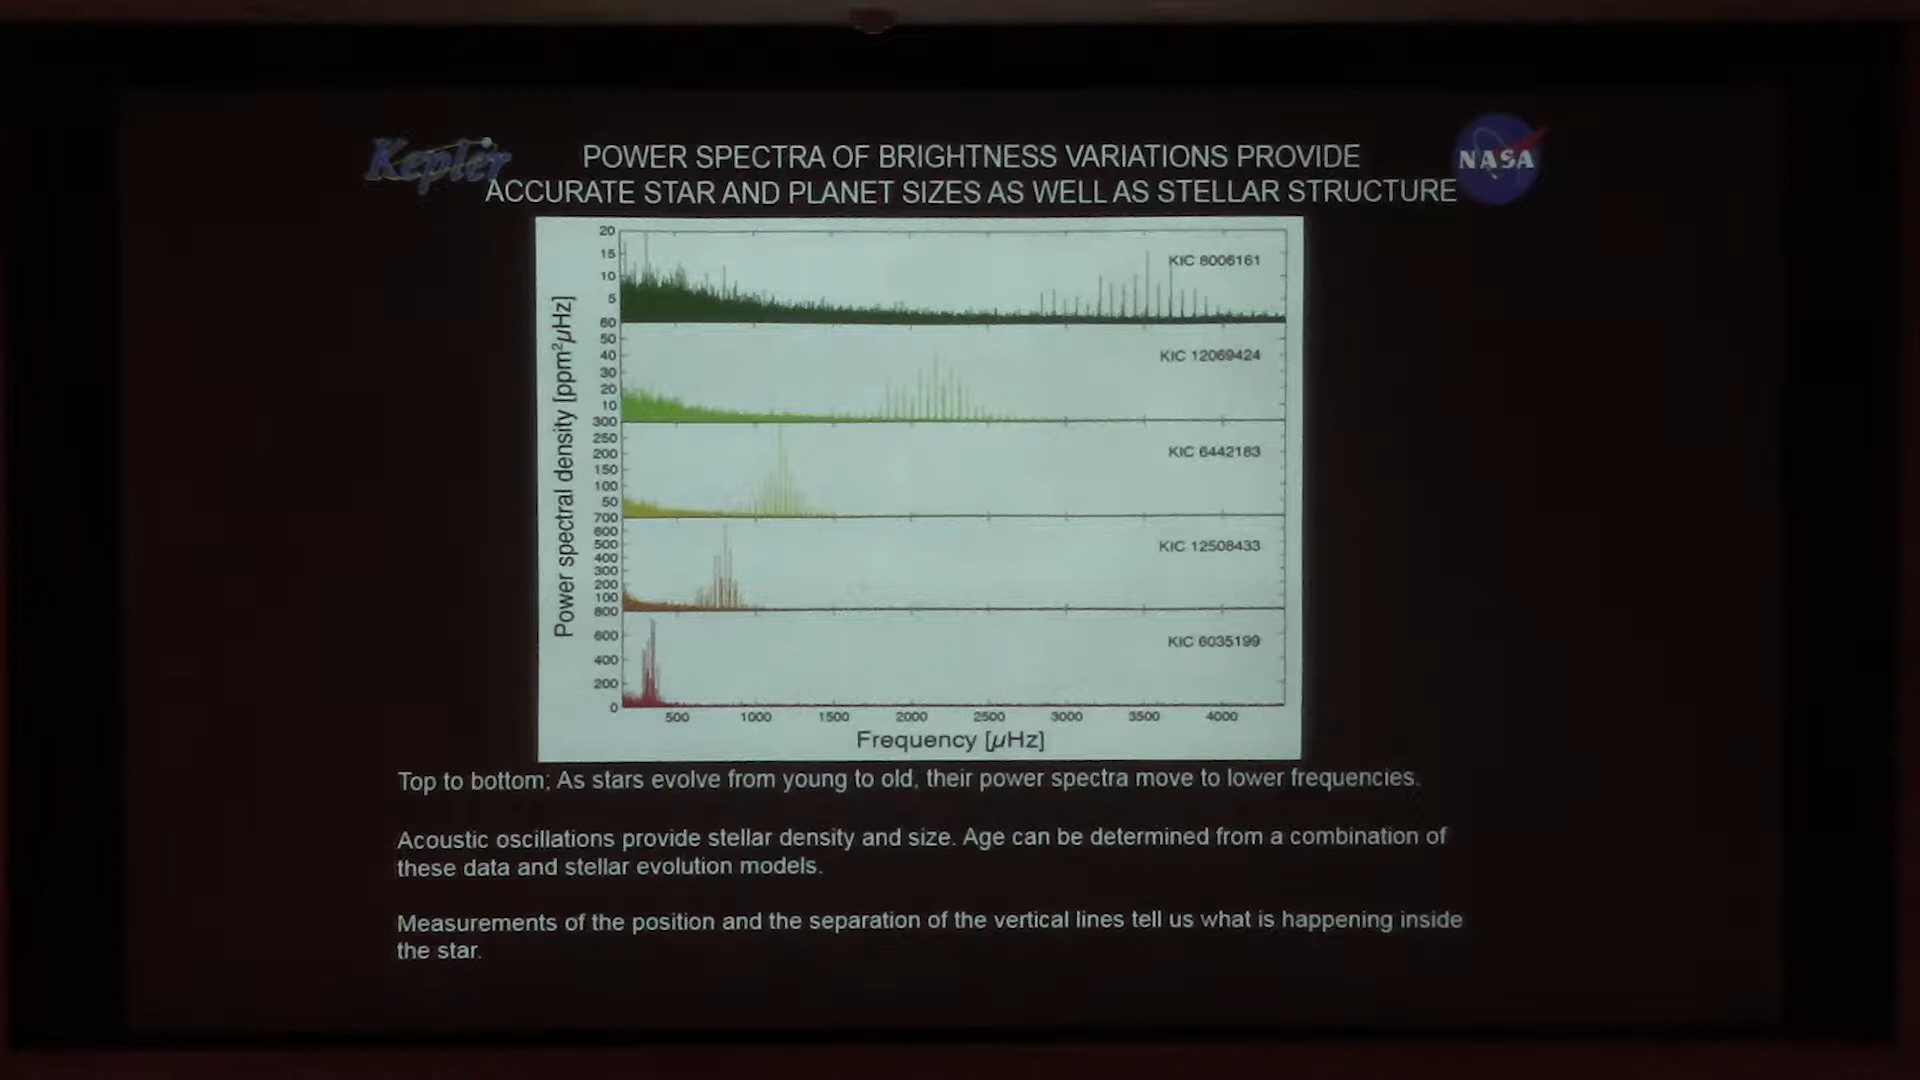 Kepler
NASA
POWER SPECTRA OF BRIGHTNESS VARIATIONS PROVIDE
ACCURATE STAR AND PLANET SIZES AS WELL AS STELLAR STRUCTURE
Power spectral density [ppm²μHz]
20
15
10
5
KIC 8006161
60
50
40
30
20
10
KIC 12069424
300
250
200
150
100
50
KIC 6442183
700
600
500
400
300
200
100
KIC 12508433
800
600
400
200
0
KIC 6035199
500 1000 1500 2000 2500 3000 3500 4000
Frequency [μHz]
Top to bottom; As stars evolve from young to old, their power spectra move to lower frequencies.
Acoustic oscillations provide stellar density and size. Age can be determined from a combination of
these data and stellar evolution models.
Measurements of the position and the separation of the vertical lines tell us what is happening inside
the star.